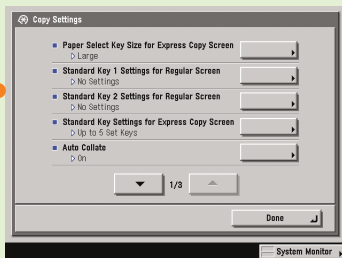 Copy Settings
Paper Select Key Size for Express Copy Screen
Large
Standard Key 1 Settings for Regular Screen
No Settings
Standard Key 2 Settings for Regular Screen
No Settings
Standard Key Settings for Express Copy Screen
Up to 5 Set Keys
Auto Collate
On
1/3
Done
System Monitor